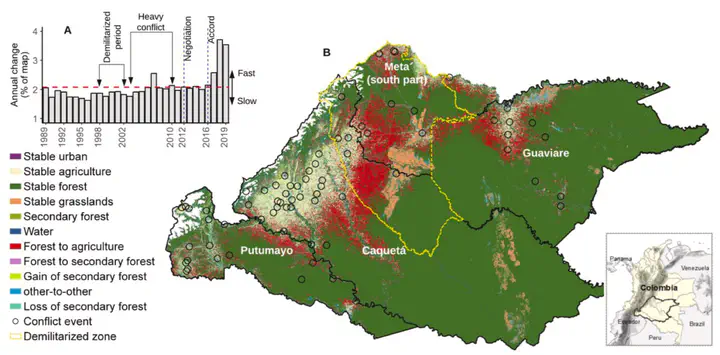 A
Annual change
(% of map)
4
3
2
1
Demilitarized
period
Heavy
conflict
Negotiation
Accord
Fast
Slow
1989
1992
1995
1998
2002
2010
2012
2016
2019
Stable urban
Stable agriculture
Stable forest
Stable grasslands
Secondary forest
Water
Forest to agriculture
Forest to secondary forest
Gain of secondary forest
other-to-other
Loss of secondary forest
Conflict event
Demilitarized zone
B
Meta
(south part)
Guaviare
Putumayo
Caquetá
Panama
Venezuela
Colombia
Ecuador
Peru
Brazil